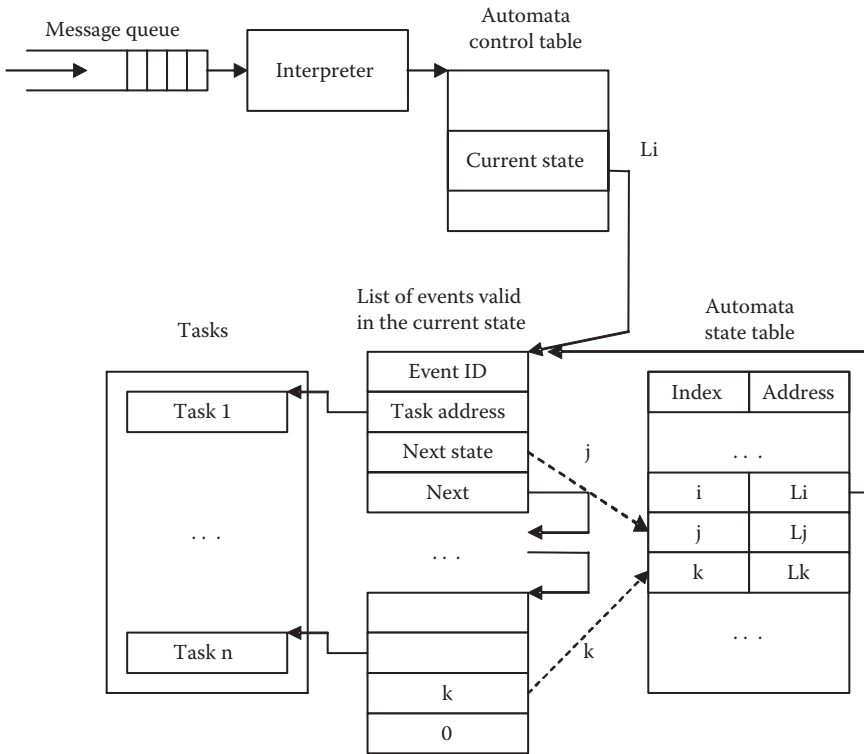 Message queue
Interpreter
Automata
control table
Current state
Li
List of events valid
in the current state
Tasks
Automata
state table
Event ID
Task address
Next state
Next
Task 1
. . .
Task n
j
. . .
k
0
k
Index Address
. . .
i Li
j Lj
k Lk
. . .